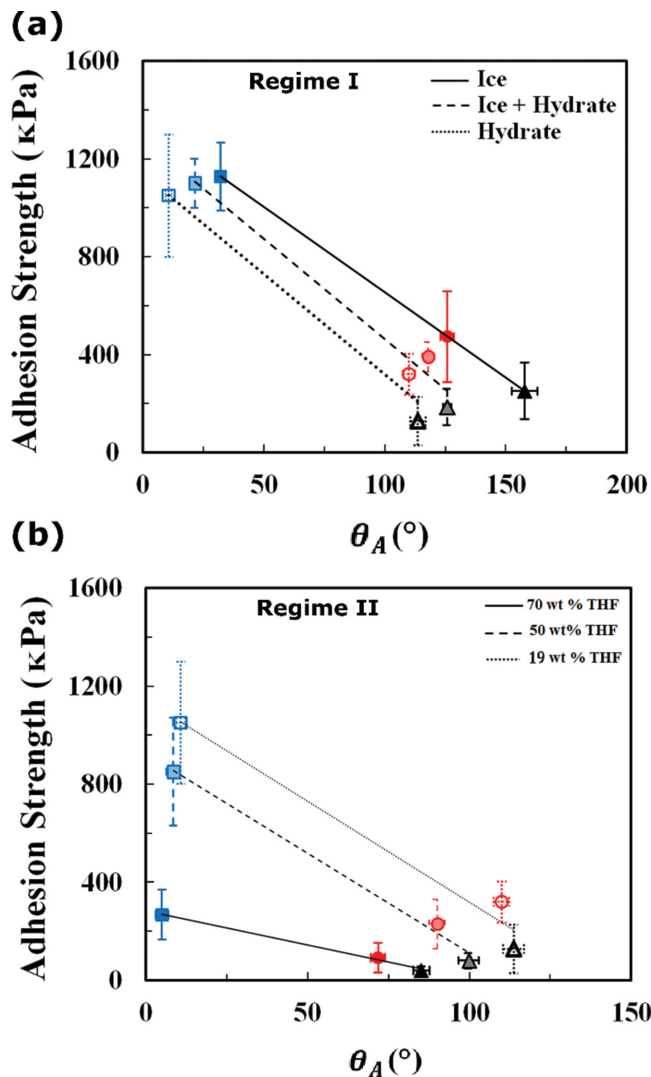 (a)
1600
Regime I
Ice
Ice + Hydrate
Hydrate
1200
800
400
0
Adhesion Strength (κPa)
0 50 100 150 200
θA(°)
(b)
1600
Regime II
70 wt % THF
50 wt% THF
19 wt % THF
1200
800
400
0
Adhesion Strength (κPa)
0 50 100 150
θA(°)